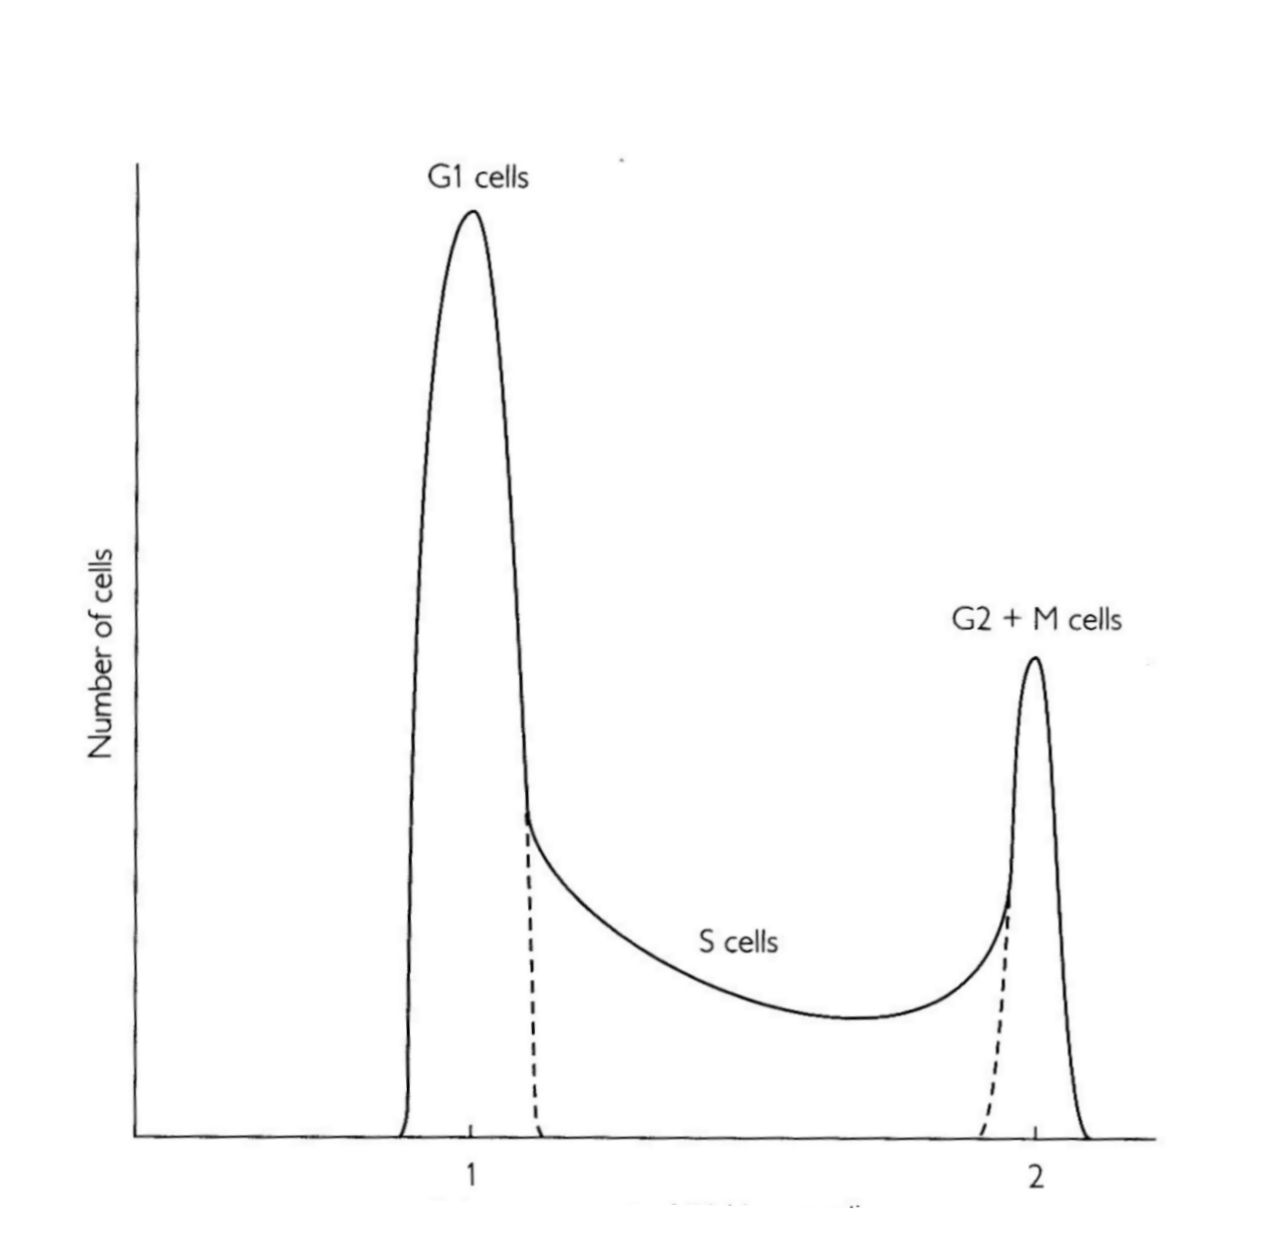 G1 cells
Number of cells
G2 + M cells
S cells
1
2